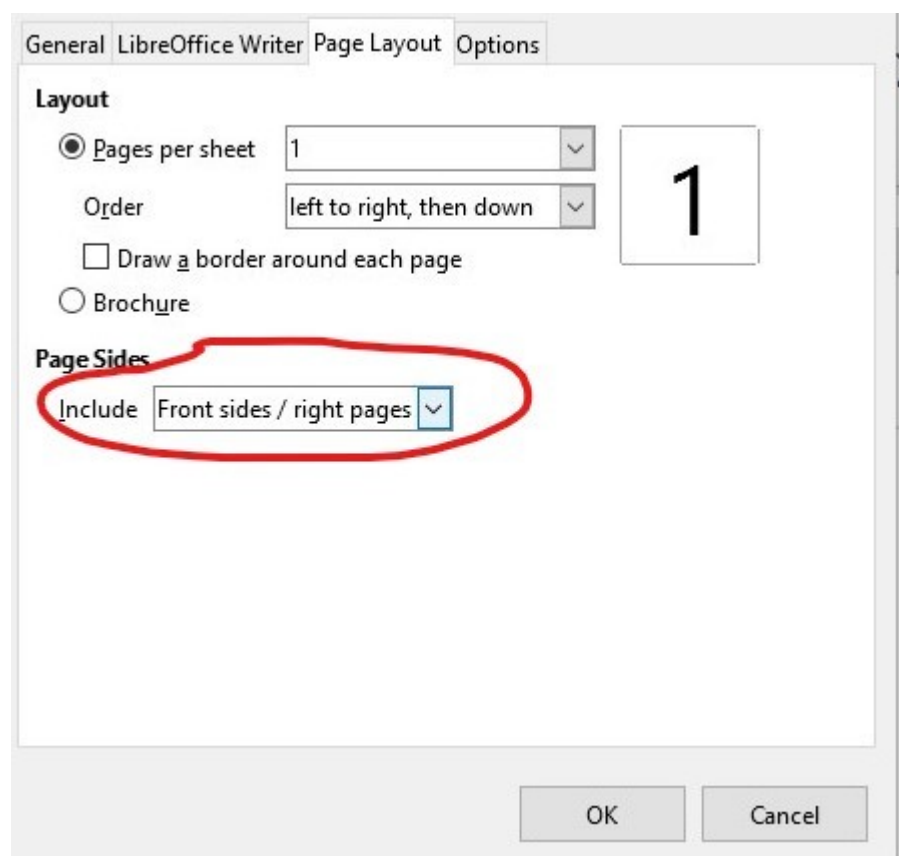 General LibreOffice Writer Page Layout Options
Layout
Pages per sheet 1
1
Order left to right, then down
Draw a border around each page
Brochure
Page Sides
Include Front sides / right pages
OK Cancel